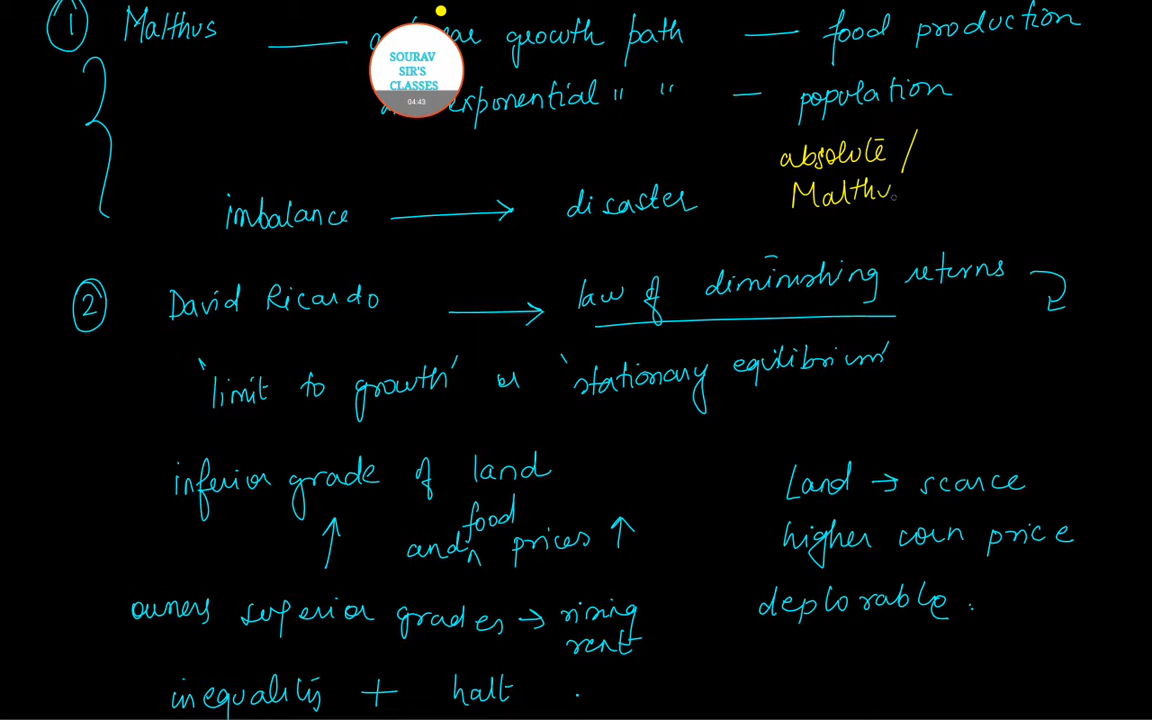 ① Malthus — growth path — food production
SOURAV SIR'S CLASSES
04:43
exponential " " — population
absolute /
Malthu
imbalance → disaster
② David Ricardo → law of diminishing returns
'limit to growth' or 'stationary equilibrium'
inferior grade of land
↑ and food prices ↑
owners superior grades → rising rent
inequality + halt .
Land → scarce
higher corn price
deplorable .